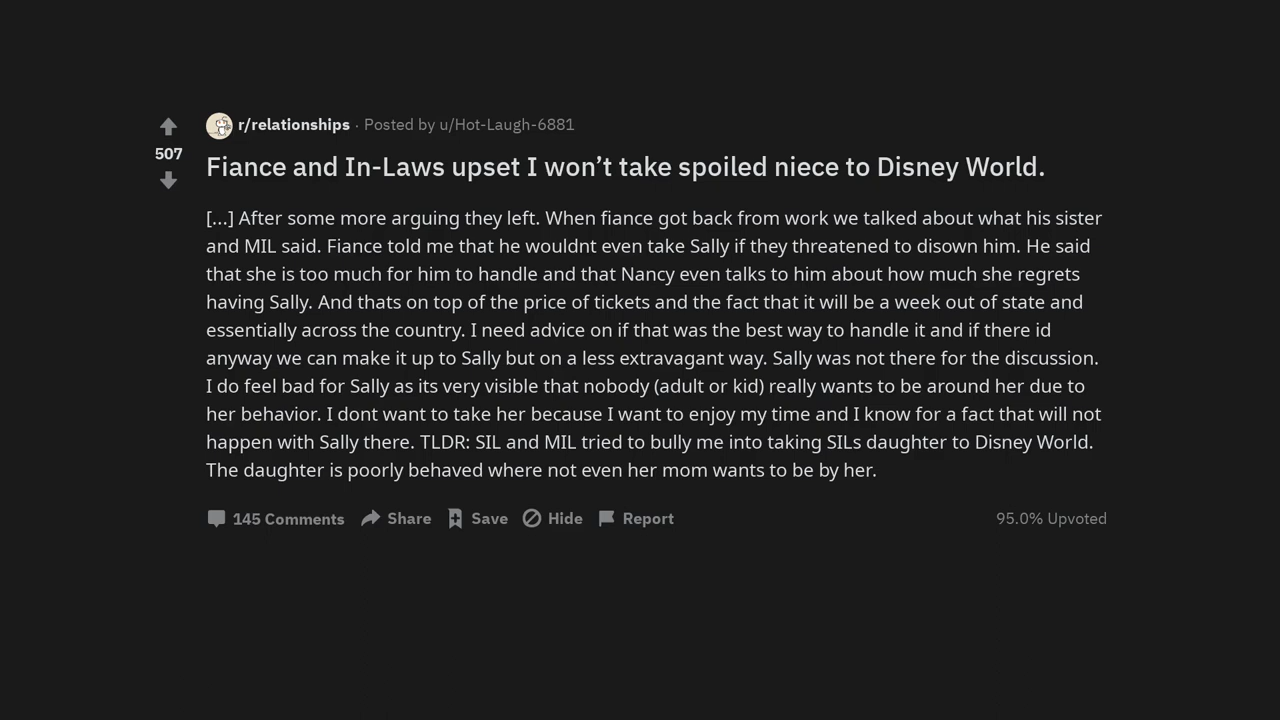 r/relationships · Posted by u/Hot-Laugh-6881
507
Fiance and In-Laws upset I won’t take spoiled niece to Disney World.
[...] After some more arguing they left. When fiance got back from work we talked about what his sister
and MIL said. Fiance told me that he wouldnt even take Sally if they threatened to disown him. He said
that she is too much for him to handle and that Nancy even talks to him about how much she regrets
having Sally. And thats on top of the price of tickets and the fact that it will be a week out of state and
essentially across the country. I need advice on if that was the best way to handle it and if there id
anyway we can make it up to Sally but on a less extravagant way. Sally was not there for the discussion.
I do feel bad for Sally as its very visible that nobody (adult or kid) really wants to be around her due to
her behavior. I dont want to take her because I want to enjoy my time and I know for a fact that will not
happen with Sally there. TLDR: SIL and MIL tried to bully me into taking SILs daughter to Disney World.
The daughter is poorly behaved where not even her mom wants to be by her.
145 Comments Share Save Hide Report 95.0% Upvoted